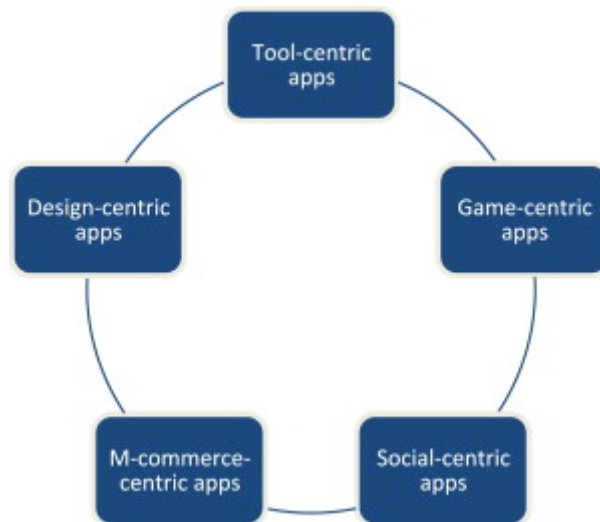 Tool-centric
apps
Game-centric
apps
Social-centric
apps
M-commerce-
centric apps
Design-centric
apps